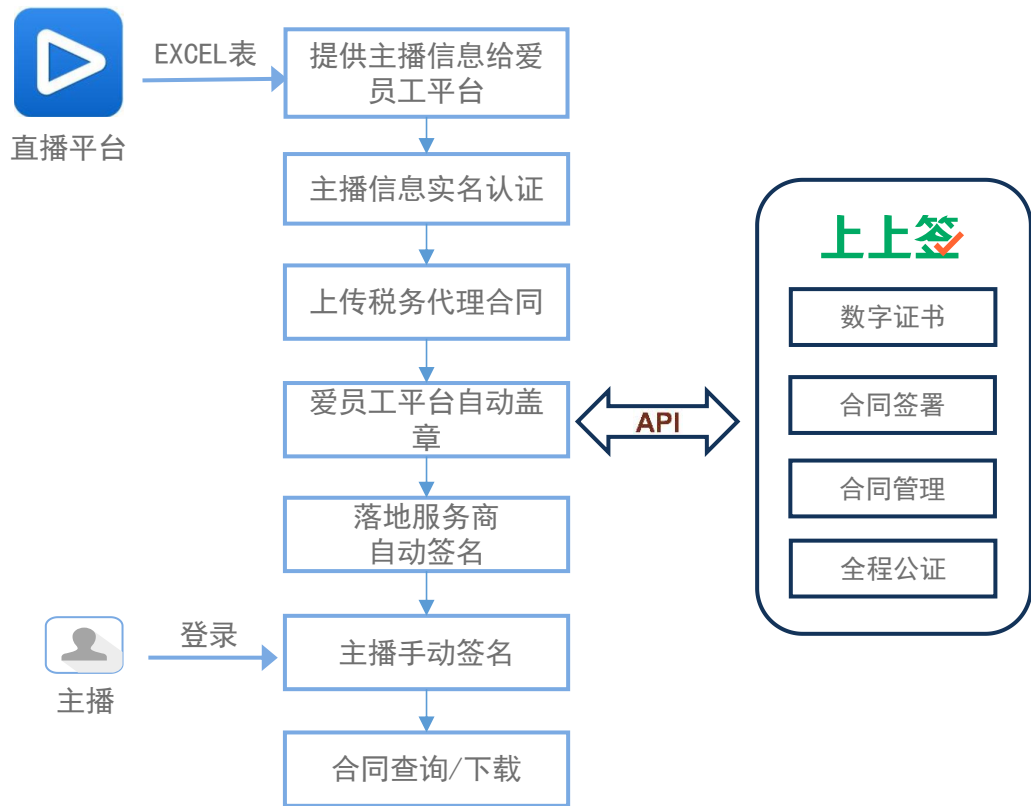 EXCEL表
提供主播信息给爱
员工平台
直播平台
主播信息实名认证
上传税务代理合同
爱员工平台自动盖
章
API
落地服务商
自动签名
登录
主播手动签名
主播
合同查询/下载
上上签
数字证书
合同签署
合同管理
全程公证